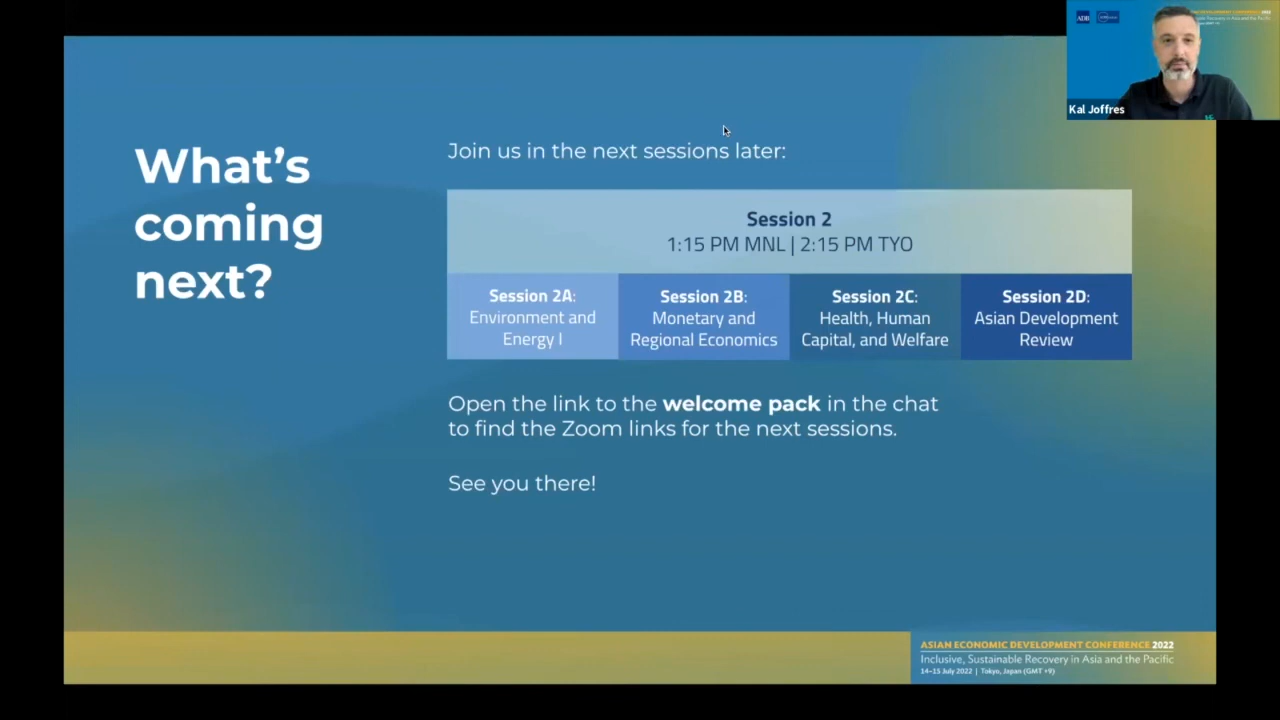 What's
coming
next?
Join us in the next sessions later:
Session 2
1:15 PM MNL | 2:15 PM TYO
Session 2A:
Environment and
Energy I
Session 2B:
Monetary and
Regional Economics
Session 2C:
Health, Human
Capital, and Welfare
Session 2D:
Asian Development
Review
Open the link to the welcome pack in the chat
to find the Zoom links for the next sessions.
See you there!
ASIAN ECONOMIC DEVELOPMENT CONFERENCE 2022
Inclusive, Sustainable Recovery in Asia and the Pacific
14–15 July 2022 | Tokyo, Japan (GMT +9)
ADB
Kal Joffres